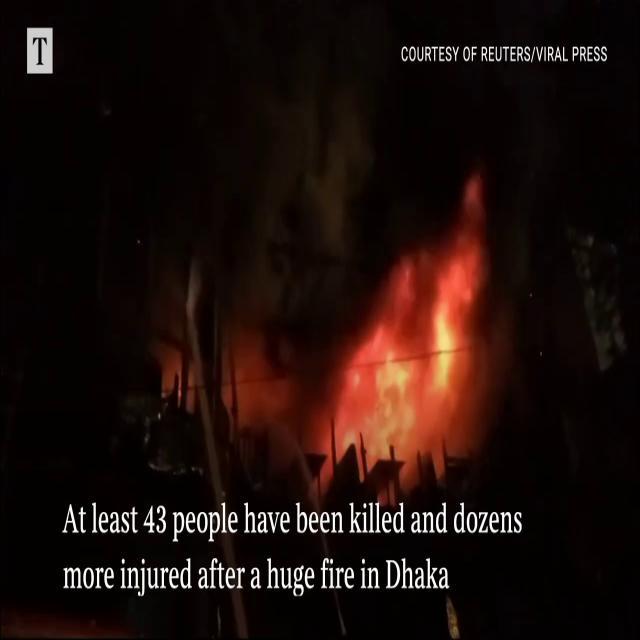 T
COURTESY OF REUTERS/VIRAL PRESS
At least 43 people have been killed and dozens
more injured after a huge fire in Dhaka